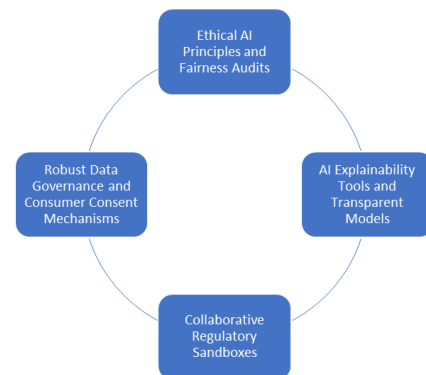 Ethical AI
Principles and
Fairness Audits
AI Explainability
Tools and
Transparent
Models
Collaborative
Regulatory
Sandboxes
Robust Data
Governance and
Consumer Consent
Mechanisms